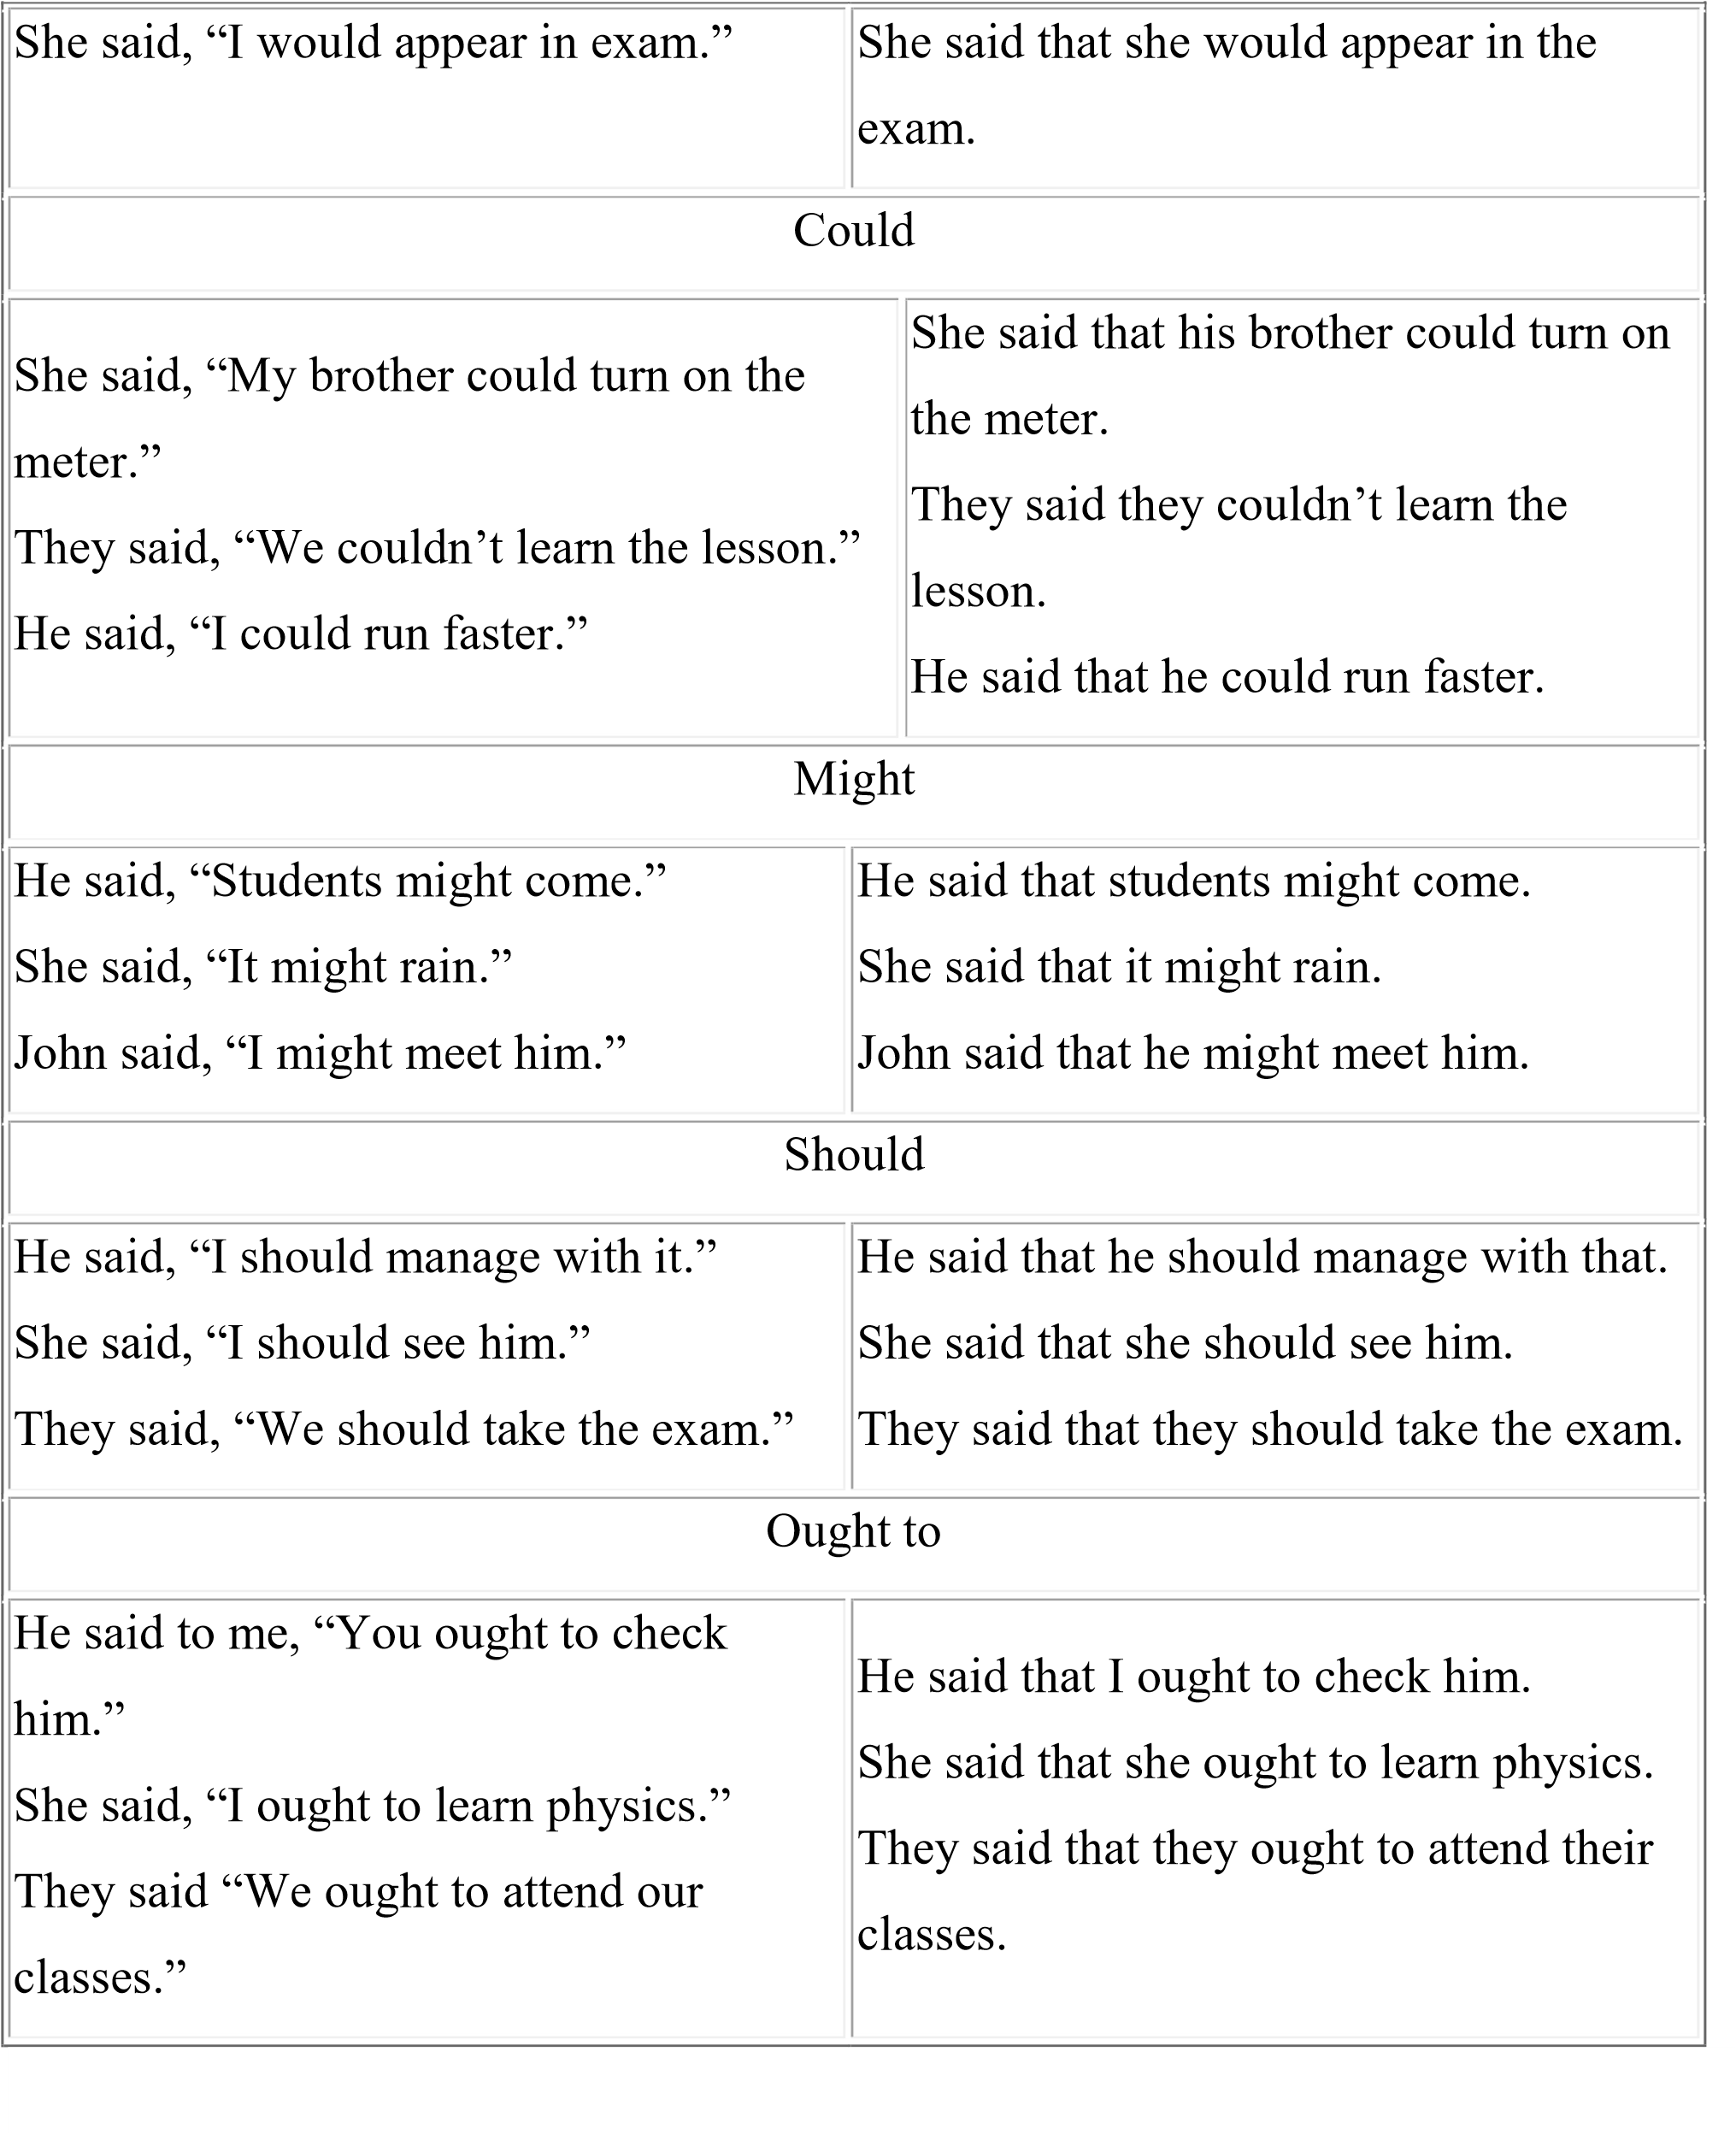 She said, “I would appear in exam.”
She said that she would appear in the
exam.
Could
She said, “My brother could turn on the
meter.”
They said, “We couldn’t learn the lesson.”
He said, “I could run faster.”
She said that his brother could turn on
the meter.
They said they couldn’t learn the
lesson.
He said that he could run faster.
Might
He said, “Students might come.”
She said, “It might rain.”
John said, “I might meet him.”
He said that students might come.
She said that it might rain.
John said that he might meet him.
Should
He said, “I should manage with it.”
She said, “I should see him.”
They said, “We should take the exam.”
He said that he should manage with that.
She said that she should see him.
They said that they should take the exam.
Ought to
He said to me, “You ought to check
him.”
She said, “I ought to learn physics.”
They said “We ought to attend our
classes.”
He said that I ought to check him.
She said that she ought to learn physics.
They said that they ought to attend their
classes.